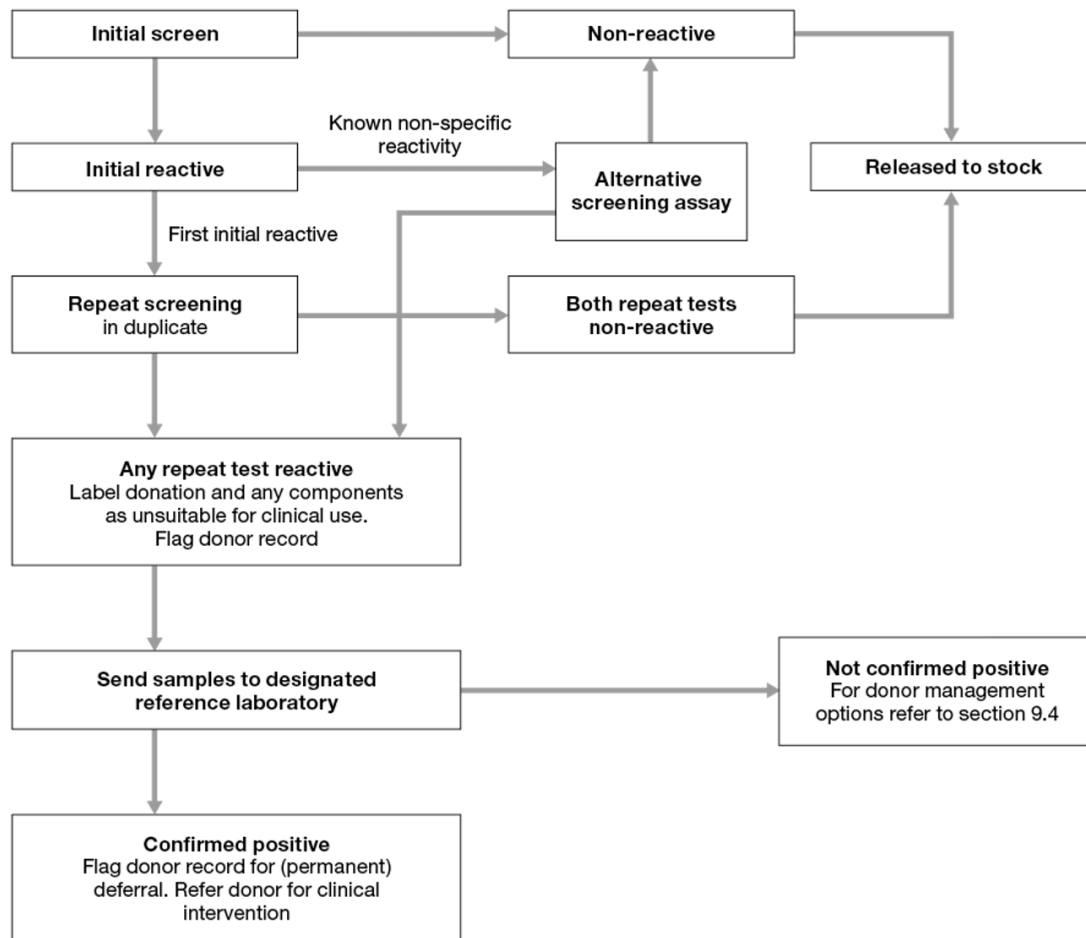 Initial screen
Non-reactive
Known non-specific
reactivity
Initial reactive
Alternative
screening assay
Released to stock
First initial reactive
Repeat screening
in duplicate
Both repeat tests
non-reactive
Any repeat test reactive
Label donation and any components
as unsuitable for clinical use.
Flag donor record
Send samples to designated
reference laboratory
Not confirmed positive
For donor management
options refer to section 9.4
Confirmed positive
Flag donor record for (permanent)
deferral. Refer donor for clinical
intervention